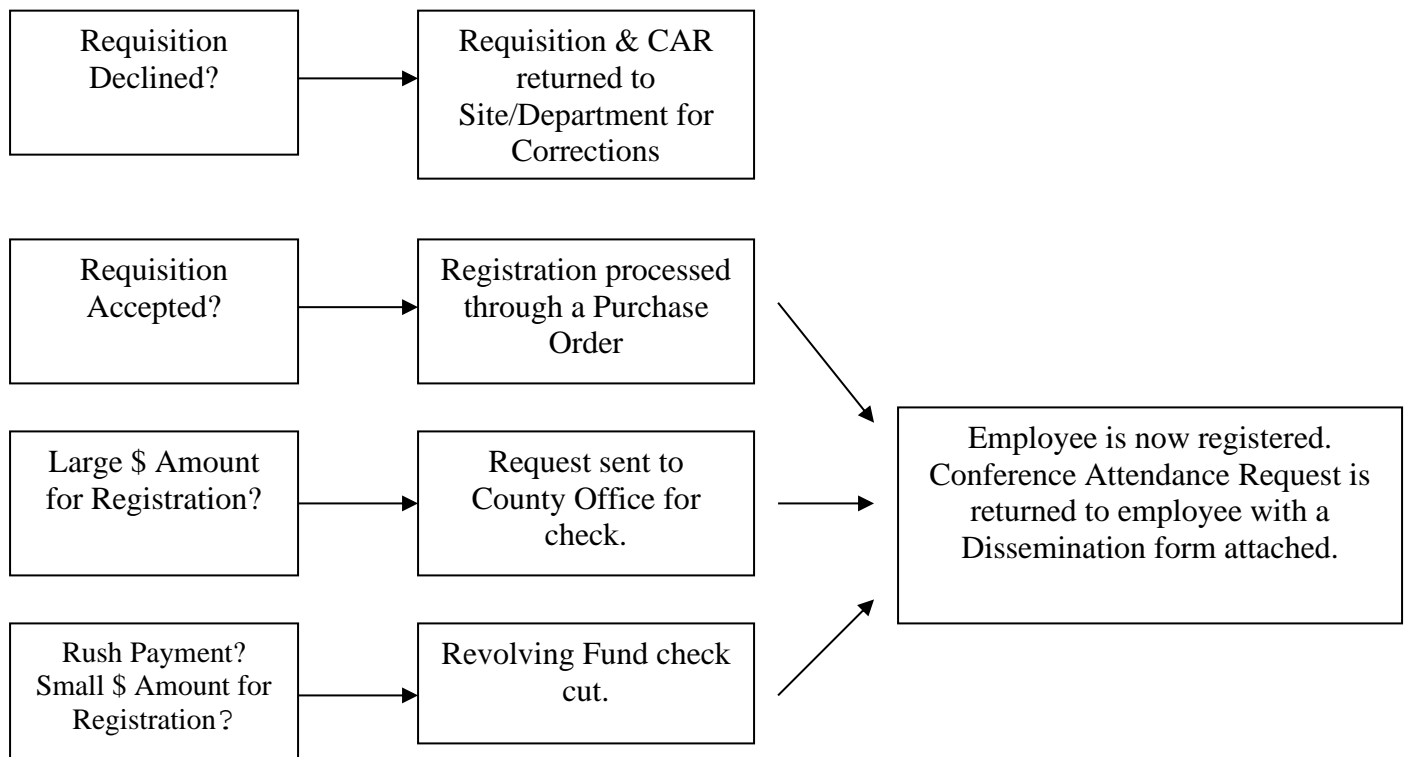 Requisition
Declined?
Requisition & CAR
returned to
Site/Department for
Corrections
Requisition
Accepted?
Registration processed
through a Purchase
Order
Large $ Amount
for Registration?
Request sent to
County Office for
check.
Employee is now registered.
Conference Attendance Request is
returned to employee with a
Dissemination form attached.
Rush Payment?
Small $ Amount for
Registration?
Revolving Fund check
cut.